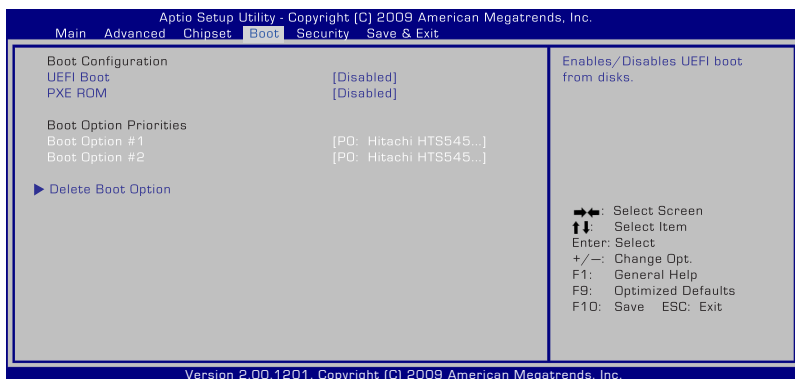 Aptio Setup Utility - Copyright (C) 2009 American Megatrends, Inc.
Main Advanced Chipset Boot Security Save & Exit
Boot Configuration
UEFI Boot [Disabled]
PXE ROM [Disabled]
Boot Option Priorities
Boot Option #1 [P0: Hitachi HTS545...]
Boot Option #2 [P0: Hitachi HTS545...]
▶ Delete Boot Option
Enables/Disables UEFI boot
from disks.
→←: Select Screen
↑↓: Select Item
Enter: Select
+/—: Change Opt.
F1: General Help
F9: Optimized Defaults
F10: Save ESC: Exit
Version 2.00.1201. Copyright (C) 2009 American Megatrends, Inc.